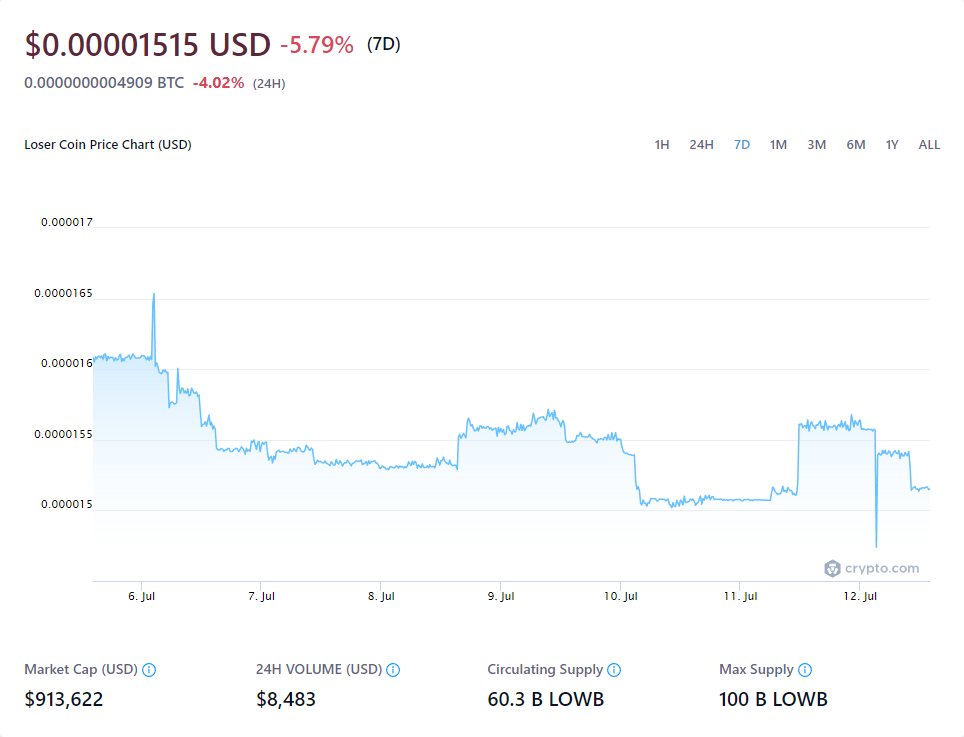 $0.00001515 USD -5.79% (7D)
0.0000000004909 BTC -4.02% (24H)
Loser Coin Price Chart (USD) 1H 24H 7D 1M 3M 6M 1Y ALL
0.000017
0.0000165
0.000016
0.0000155
0.000015
crypto.com
6. Jul 7. Jul 8. Jul 9. Jul 10. Jul 11. Jul 12. Jul
Market Cap (USD) 24H VOLUME (USD) Circulating Supply Max Supply
$913,622 $8,483 60.3 B LOWB 100 B LOWB